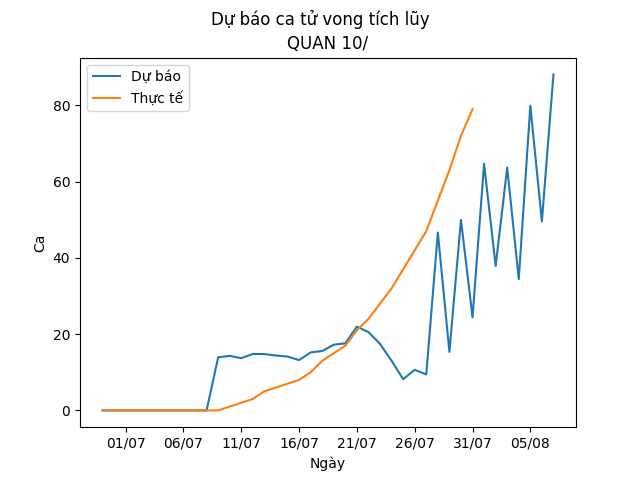 Dự báo ca tử vong tích lũy
QUAN 10/
Dự báo
Thực tế
80
60
40
20
0
Ca
01/07 06/07 11/07 16/07 21/07 26/07 31/07 05/08
Ngày